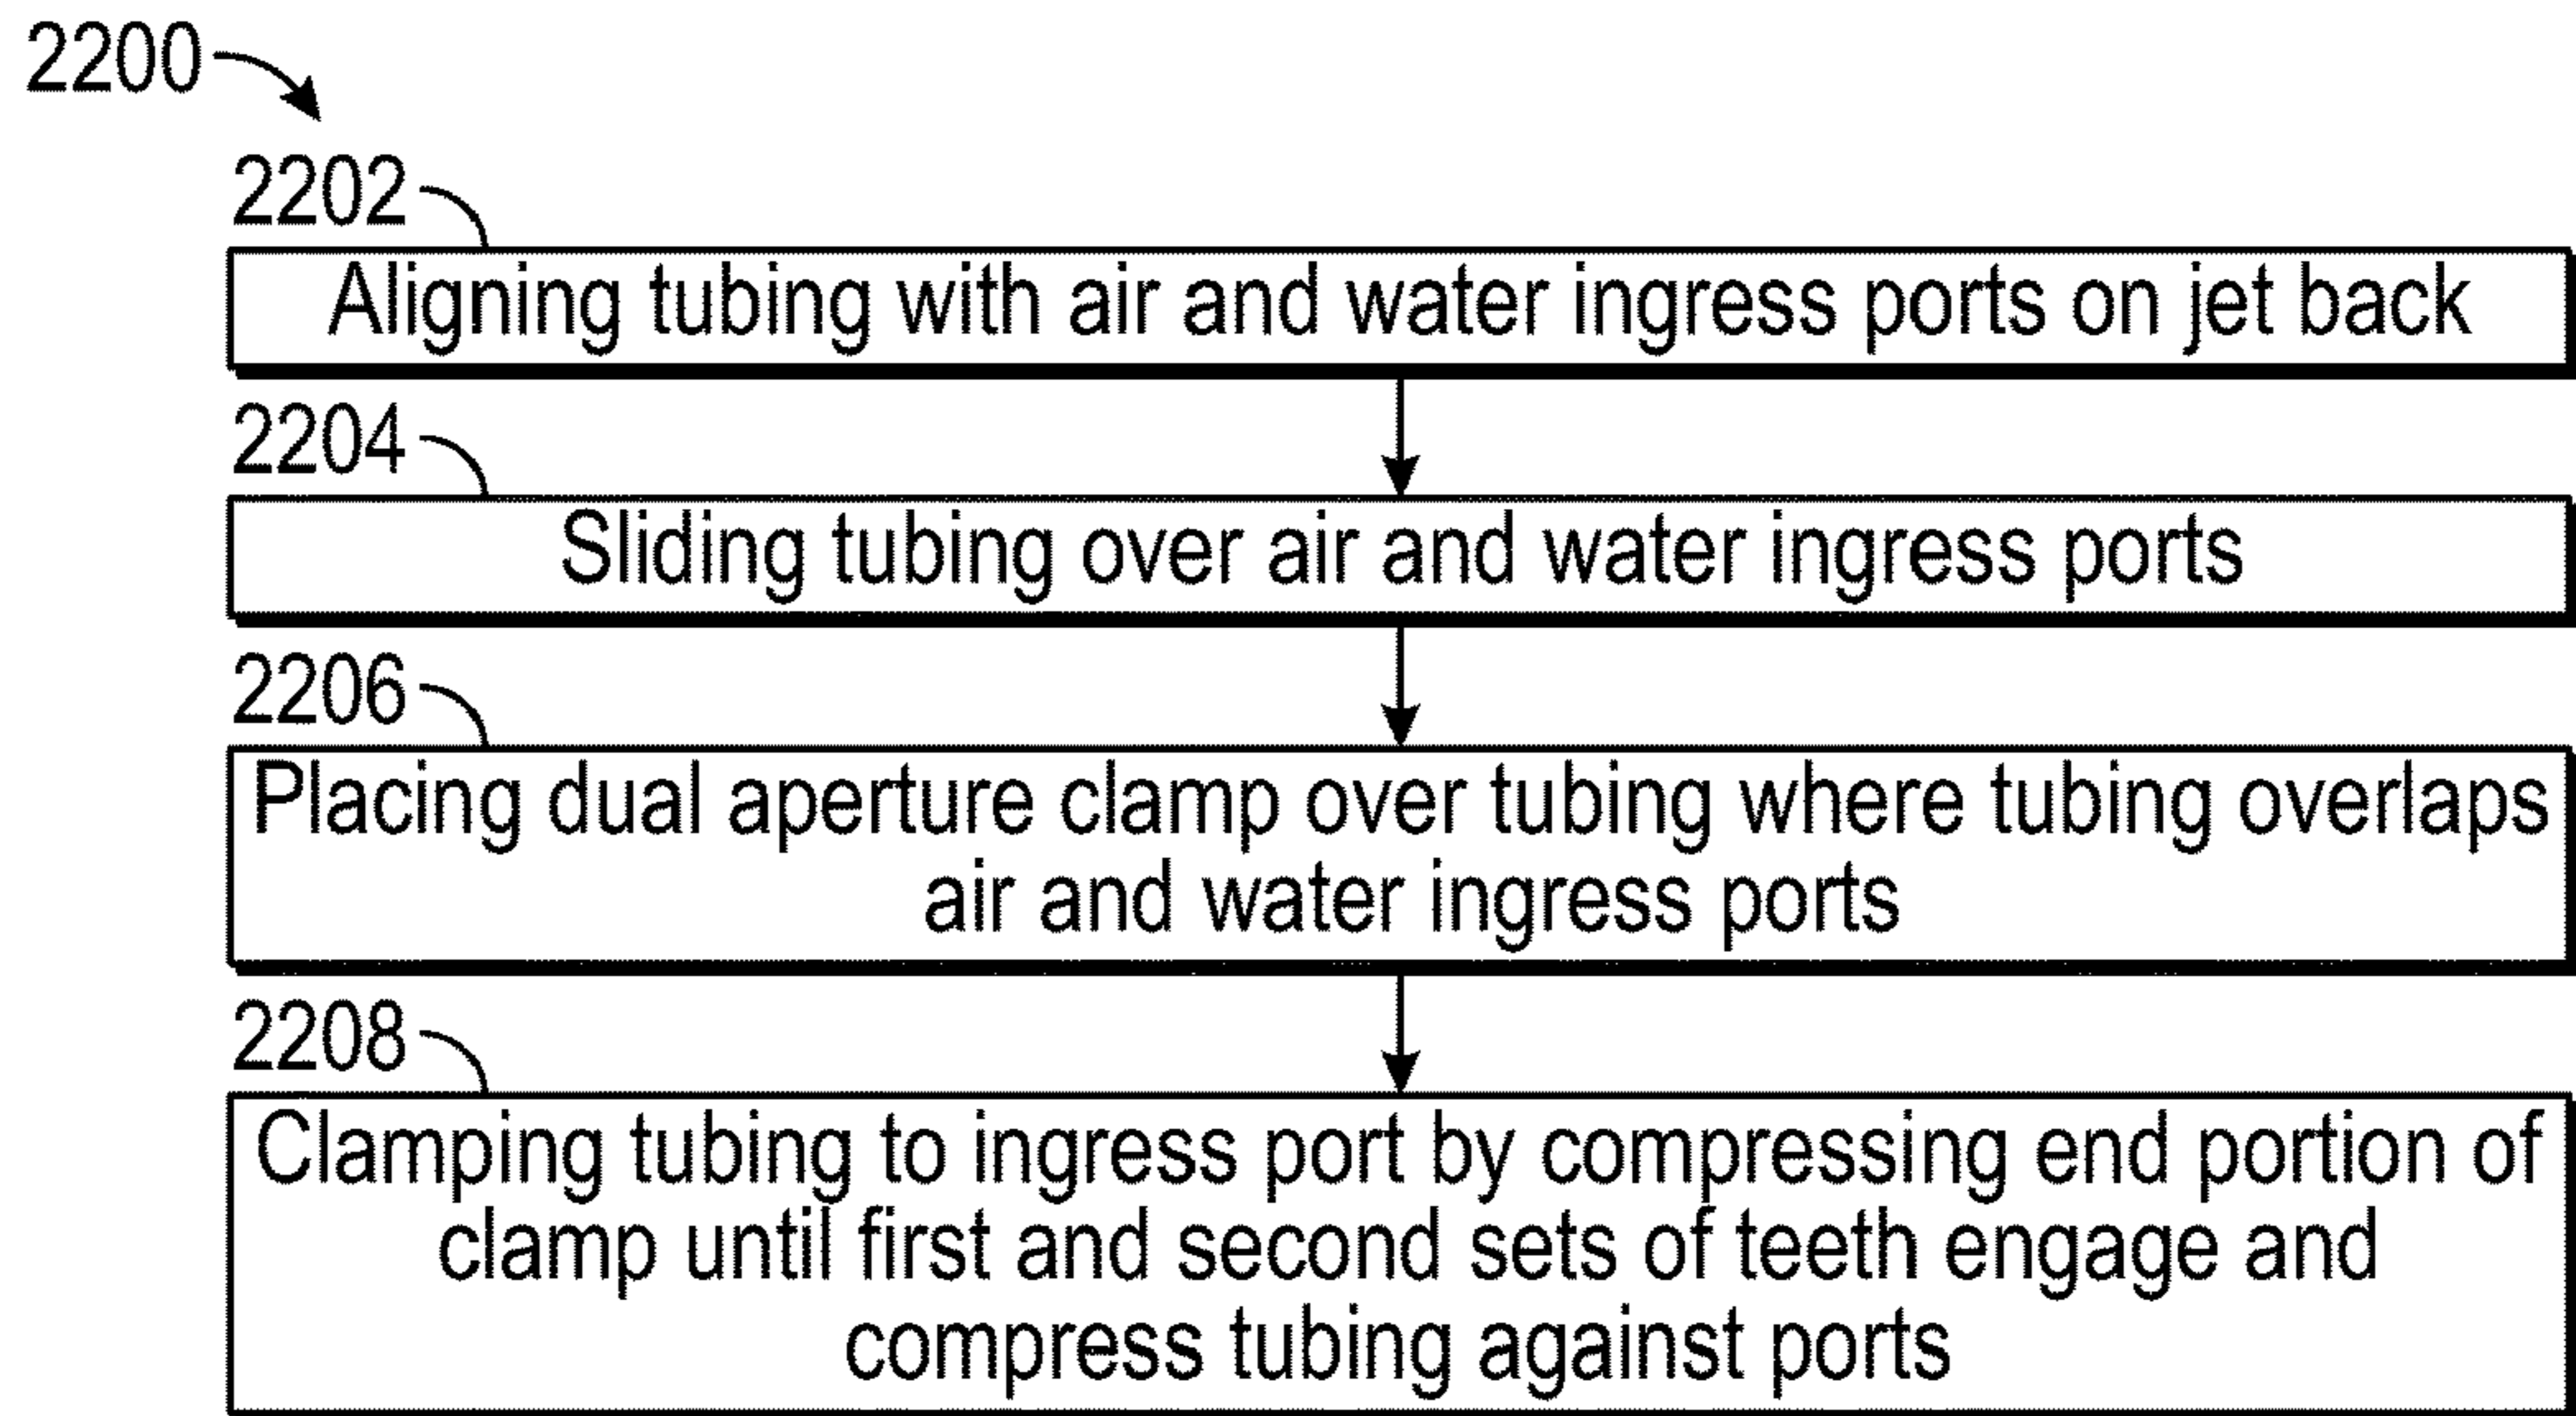 2200
2202
Aligning tubing with air and water ingress ports on jet back
2204
Sliding tubing over air and water ingress ports
2206
Placing dual aperture clamp over tubing where tubing overlaps
air and water ingress ports
2208
Clamping tubing to ingress port by compressing end portion of
clamp until first and second sets of teeth engage and
compress tubing against ports